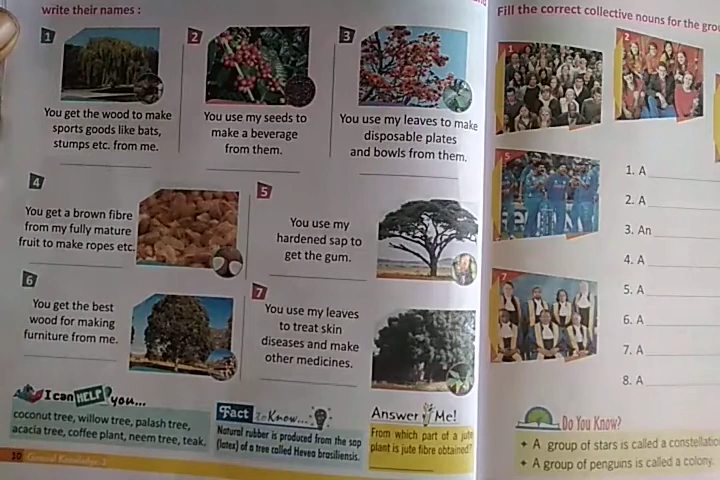 write their names :
1
You get the wood to make
sports goods like bats,
stumps etc. from me.
2
You use my seeds to
make a beverage
from them.
3
You use my leaves to make
disposable plates
and bowls from them.
4
You get a brown fibre
from my fully mature
fruit to make ropes etc.
5
You use my
hardened sap to
get the gum.
6
You get the best
wood for making
furniture from me.
7
You use my leaves
to treat skin
diseases and make
other medicines.
I can HELP you...
coconut tree, willow tree, palash tree,
acacia tree, coffee plant, neem tree, teak.
Fact to Know...
Natural rubber is produced from the sap
(latex) of a tree called Hevea brasiliensis.
Answer Me!
From which part of a jute
plant is jute fibre obtained?
10 General Knowledge-3
Fill the correct collective nouns for the
1
2
5
7
1. A
2. A
3. An
4. A
5. A
6. A
7. A
8. A
Do You Know?
A group of stars is called a
A group of penguins is called a colony.